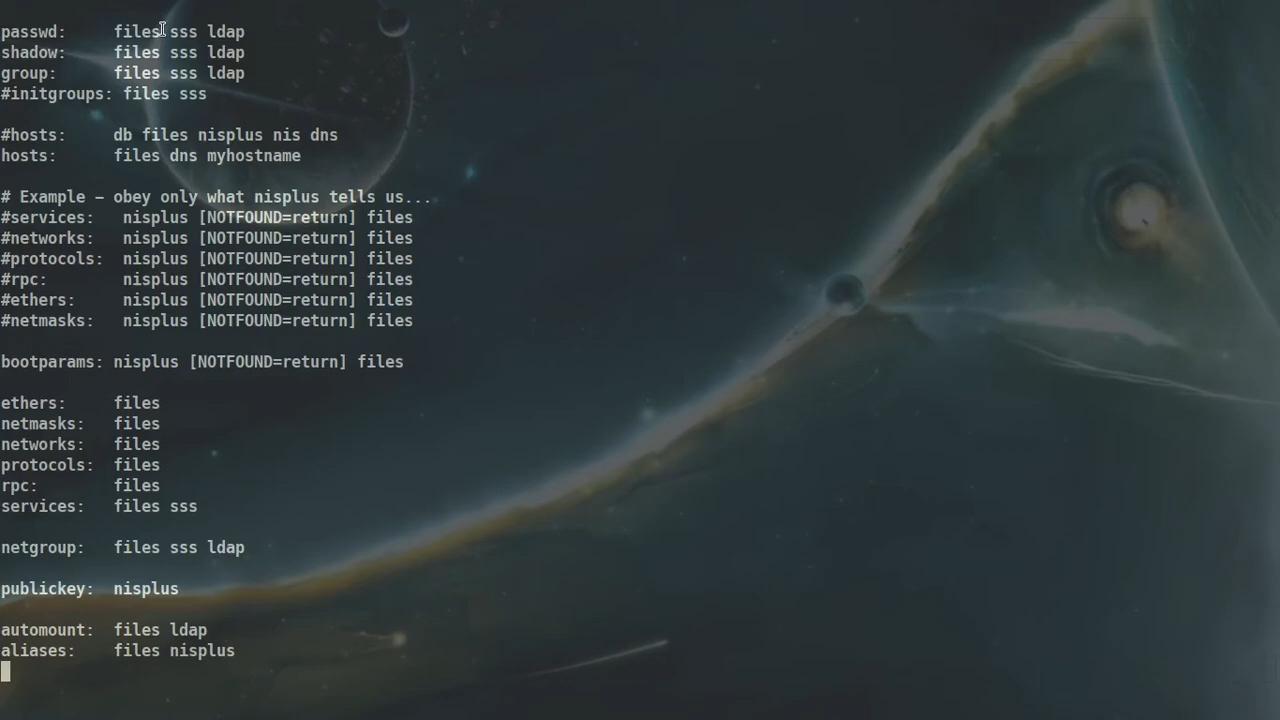 passwd:     files sss ldap
shadow:     files sss ldap
group:      files sss ldap
#initgroups: files sss
#hosts:     db files nisplus nis dns
hosts:      files dns myhostname
# Example – obey only what nisplus tells us...
#services:   nisplus [NOTFOUND=return] files
#networks:   nisplus [NOTFOUND=return] files
#protocols:  nisplus [NOTFOUND=return] files
#rpc:        nisplus [NOTFOUND=return] files
#ethers:     nisplus [NOTFOUND=return] files
#netmasks:   nisplus [NOTFOUND=return] files
bootparams: nisplus [NOTFOUND=return] files
ethers:     files
netmasks:   files
networks:   files
protocols:  files
rpc:        files
services:   files sss
netgroup:   files sss ldap
publickey:  nisplus
automount:  files ldap
aliases:    files nisplus